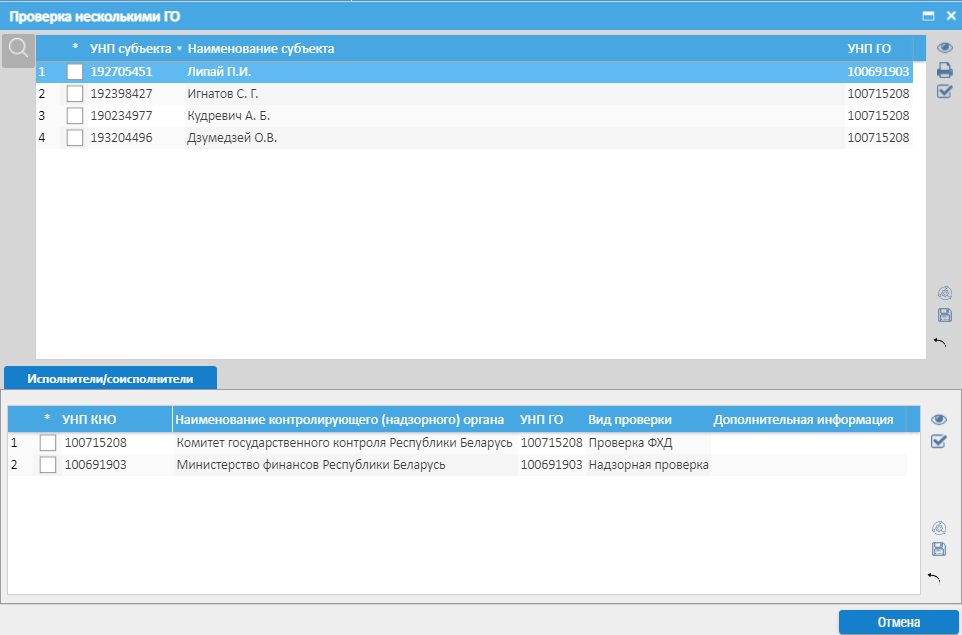 Проверка несколькими ГО
* УНП субъекта Наименование субъекта УНП ГО
1 192705451 Липай П.И. 100691903
2 192398427 Игнатов С. Г. 100715208
3 190234977 Кудревич А. Б. 100715208
4 193204496 Дзумедзей О.В. 100715208
Исполнители/соисполнители
* УНП КНО Наименование контролирующего (надзорного) органа УНП ГО Вид проверки Дополнительная информация
1 100715208 Комитет государственного контроля Республики Беларусь 100715208 Проверка ФХД
2 100691903 Министерство финансов Республики Беларусь 100691903 Надзорная проверка
Отмена